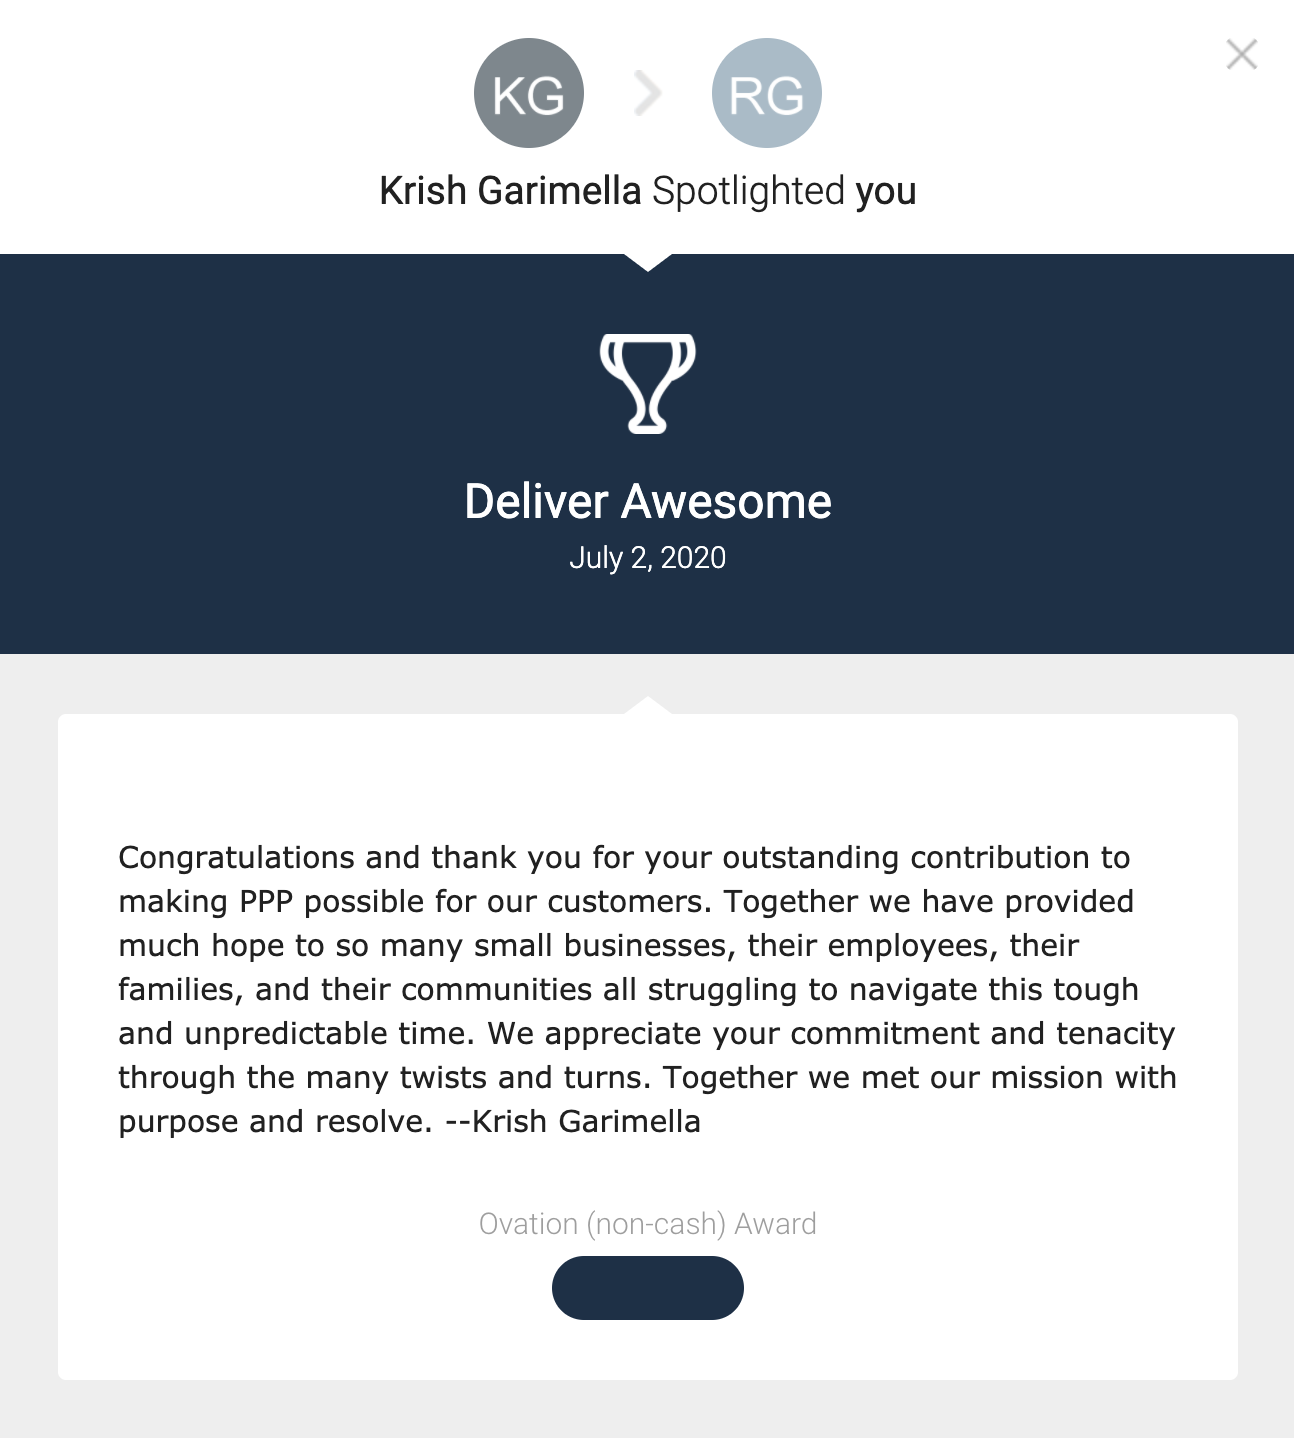 KG
RG
Krish Garimella Spotlighted you
Deliver Awesome
July 2, 2020
Congratulations and thank you for your outstanding contribution to
making PPP possible for our customers. Together we have provided
much hope to so many small businesses, their employees, their
families, and their communities all struggling to navigate this tough
and unpredictable time. We appreciate your commitment and tenacity
through the many twists and turns. Together we met our mission with
purpose and resolve. --Krish Garimella
Ovation (non-cash) Award